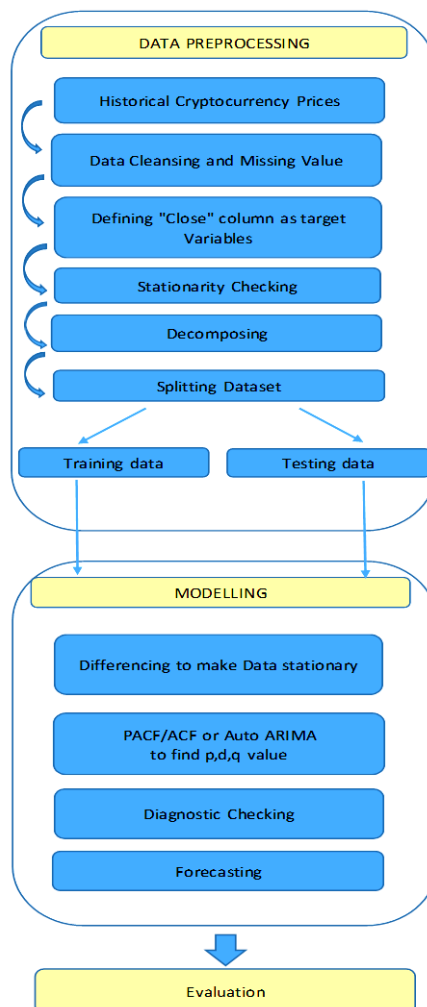 DATA PREPROCESSING
Historical Cryptocurrency Prices
Data Cleansing and Missing Value
Defining "Close" column as target
Variables
Stationarity Checking
Decomposing
Splitting Dataset
Training data
Testing data
MODELLING
Differencing to make Data stationary
PACF/ACF or Auto ARIMA
to find p,d,q value
Diagnostic Checking
Forecasting
Evaluation